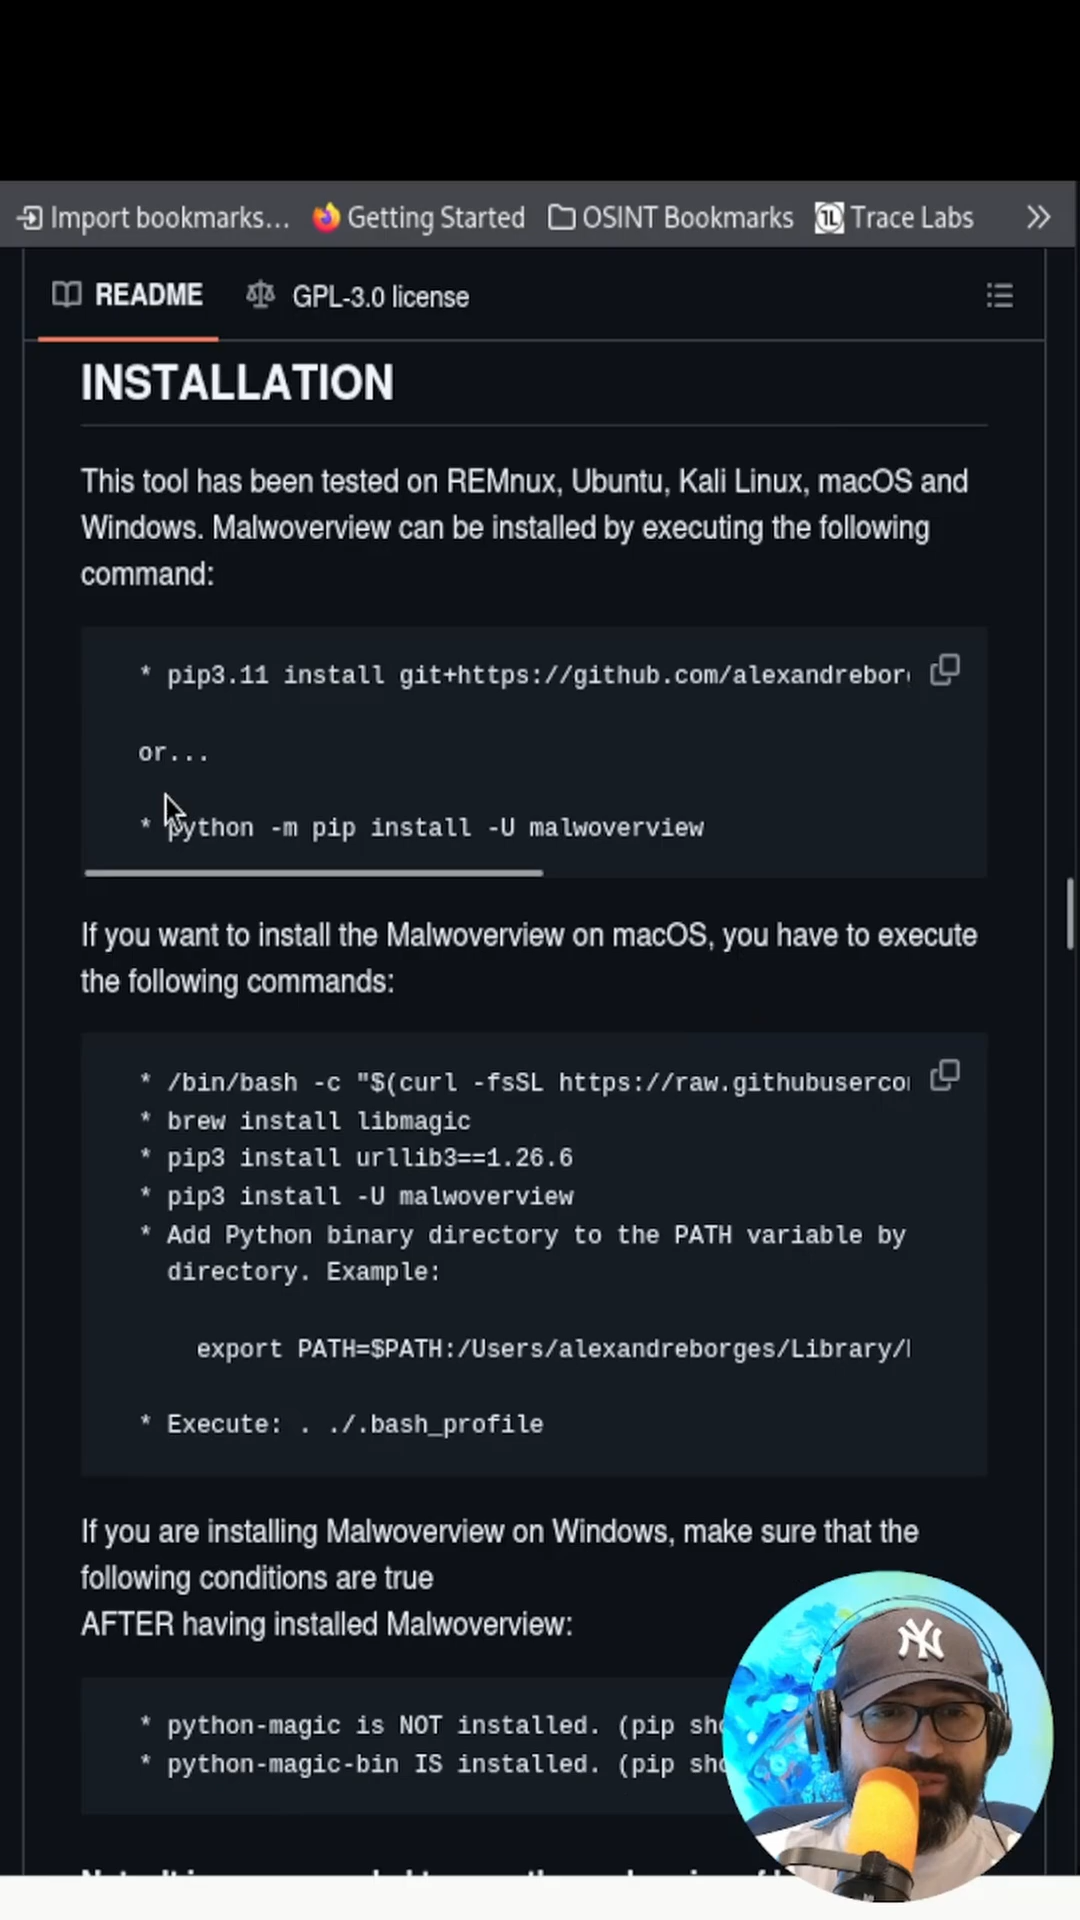 Import bookmarks... Getting Started OSINT Bookmarks TL Trace Labs
README GPL-3.0 license
INSTALLATION
This tool has been tested on REMnux, Ubuntu, Kali Linux, macOS and
Windows. Malwoverview can be installed by executing the following
command:
* pip3.11 install git+https://github.com/alexandrebor
or...
* python -m pip install -U malwoverview
If you want to install the Malwoverview on macOS, you have to execute
the following commands:
* /bin/bash -c "$(curl -fsSL https://raw.githubuserco
* brew install libmagic
* pip3 install urllib3==1.26.6
* pip3 install -U malwoverview
* Add Python binary directory to the PATH variable by
directory. Example:
export PATH=$PATH:/Users/alexandreborges/Library/
* Execute: . ./.bash_profile
If you are installing Malwoverview on Windows, make sure that the
following conditions are true
AFTER having installed Malwoverview:
* python-magic is NOT installed. (pip sho
* python-magic-bin IS installed. (pip sho
NY